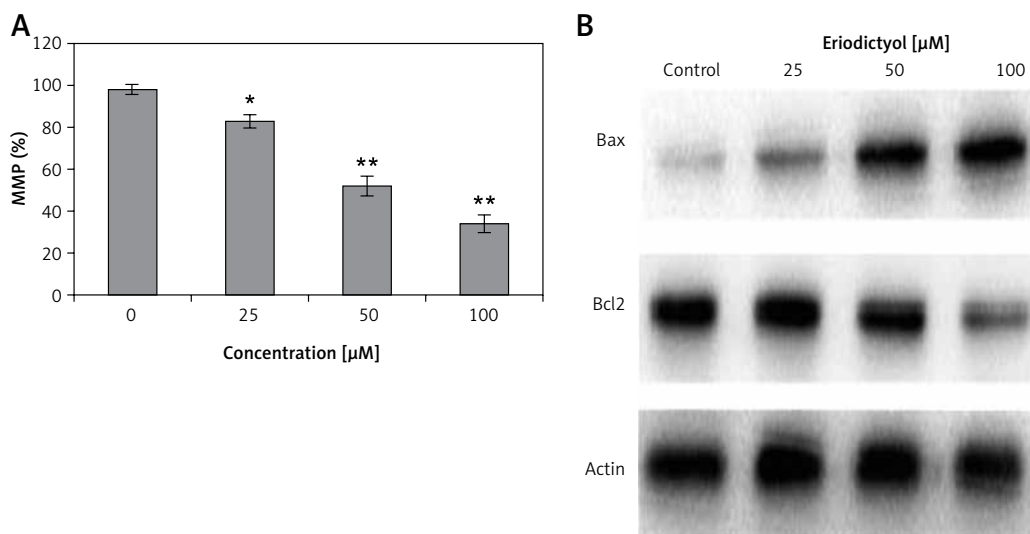 A
120
100
80
60
40
20
0
MMP (%)
*
**
**
0 25 50 100
Concentration [µM]
B
Eriodictyol [µM]
Control 25 50 100
Bax
Bcl2
Actin